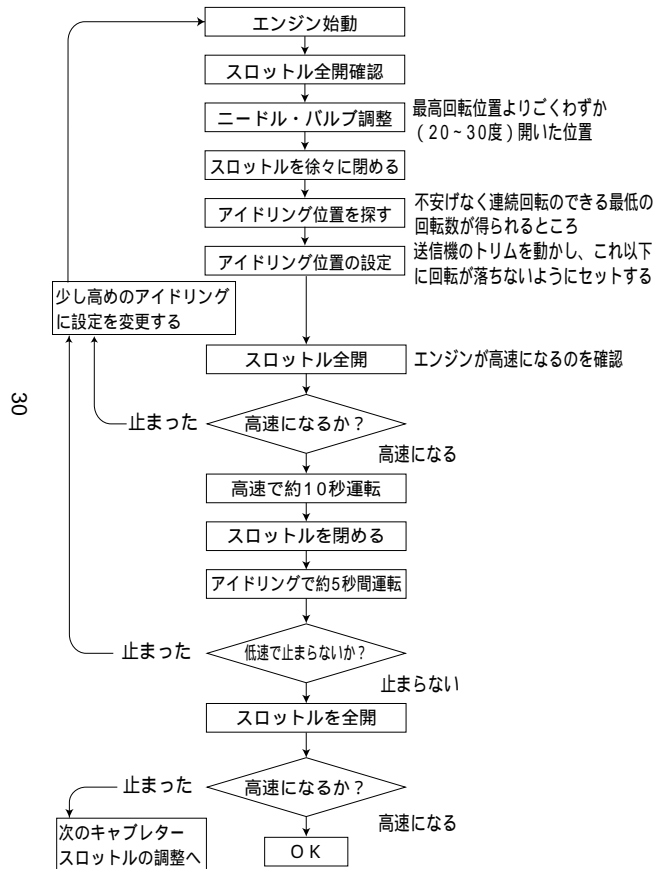 エンジン始動
スロットル全開確認
ニードル・バルブ調整
最高回転位置よりごくわずか
(20~30度)開いた位置
スロットルを徐々に閉める
アイドリング位置を探す
不安げなく連続回転のできる最低の
回転数が得られるところ
アイドリング位置の設定
送信機のトリムを動かし、これ以下
に回転が落ちないようにセットする
少し高めのアイドリング
に設定を変更する
スロットル全開
エンジンが高速になるのを確認
高速になるか?
止まった
高速になる
高速で約10秒運転
スロットルを閉める
アイドリングで約5秒間運転
低速で止まらないか?
止まった
止まらない
スロットルを全開
高速になるか?
止まった
高速になる
次のキャブレター
スロットルの調整へ
OK
30